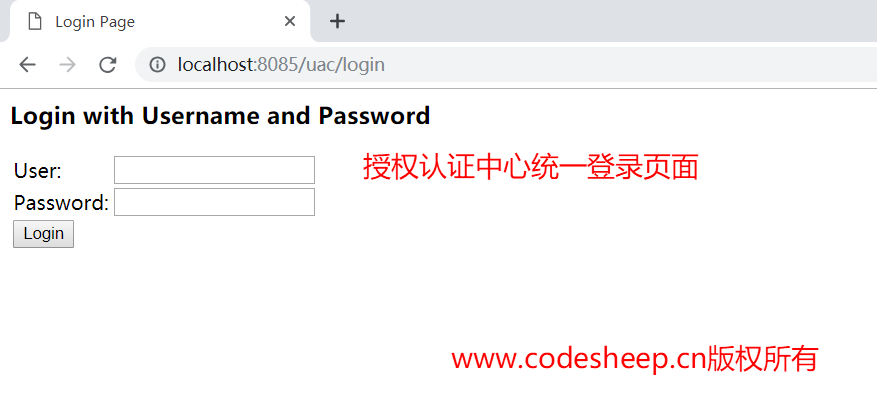 Login Page
localhost:8085/uac/login
Login with Username and Password
User:
授权认证中心统一登录页面
Password:
Login
www.codesheep.cn版权所有